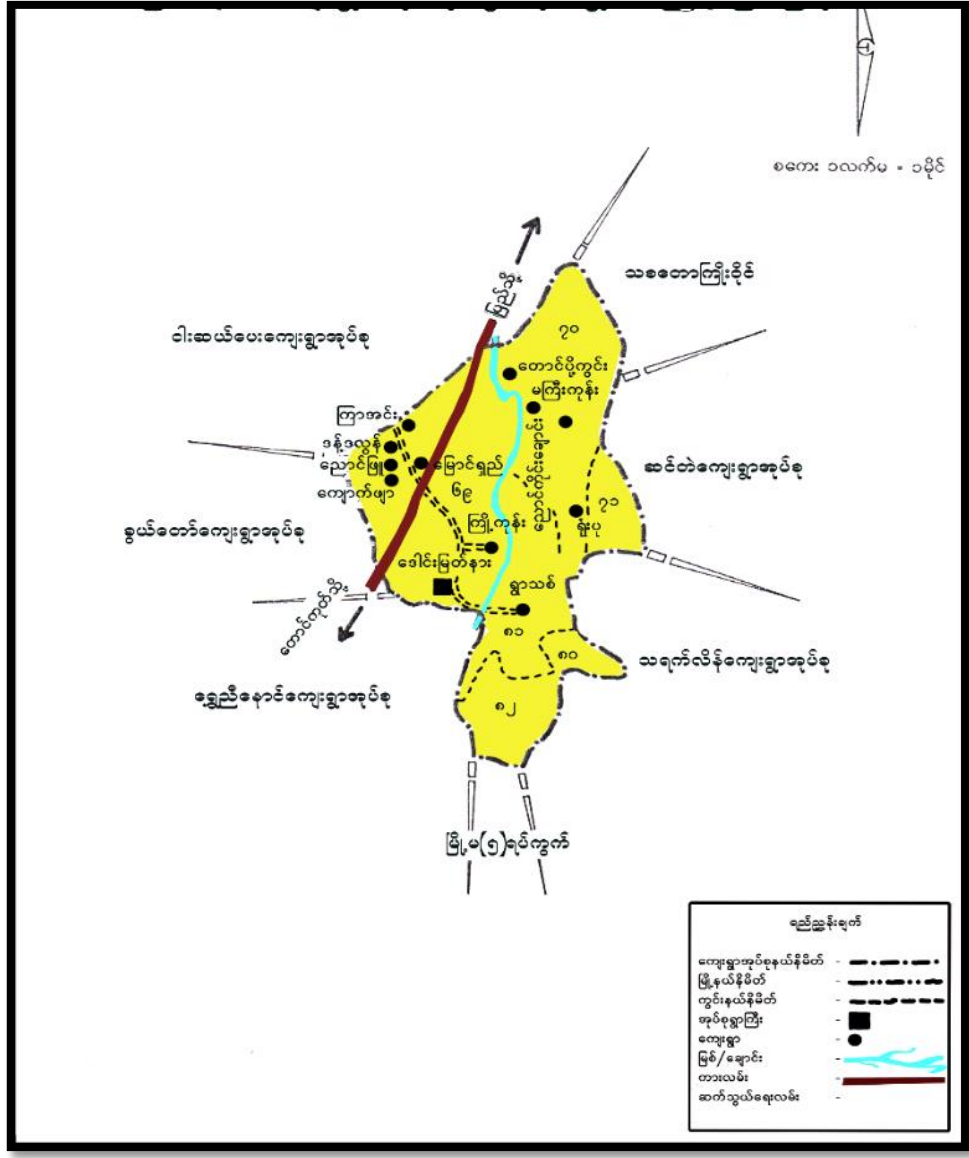 စကေး ၁လက်မ = ၁မိုင်
သစတောကြိုးဝိုင်
ပြည်သို့
၇၀
ငါးဆယ်ပေးကျေးရွာအုပ်စု
တောင်ပို့ကွင်း
မကြီးကုန်း
ကြာအင်း
ဒန့်ဒလွန်
ညောင်ဖြူ
မြောင်ရှည်
ကျောက်ဖျာ
၆၉
ဆင်တဲကျေးရွာအုပ်စု
၇၁
ရိုးပု
ကြို့ကုန်း
ခွယ်တော်ကျေးရွာအုပ်စု
ဒေါင်းမြတ်နား
ရွာသစ်
တောင်ကုတ်သို့
၈၁
၈၀
သရက်လိန်ကျေးရွာအုပ်စု
ရွှေညီနောင်ကျေးရွာအုပ်စု
၈၂
မြို့မ(၅)ရပ်ကွက်
ရည်ညွှန်းချက်
ကျေးရွာအုပ်စုနယ်နိမိတ် -
မြို့နယ်နိမိတ် -
ကွင်းနယ်နိမိတ် -
အုပ်စုရွာကြီး -
ကျေးရွာ -
မြစ်/ချောင်း -
ကားလမ်း -
ဆက်သွယ်ရေးလမ်း -